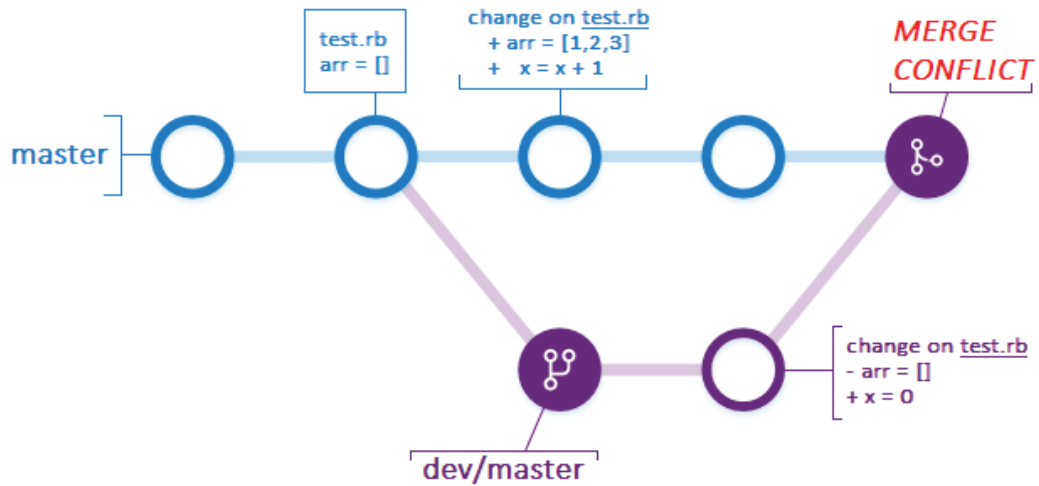 test.rb
arr = []
change on test.rb
+ arr = [1,2,3]
+ x = x + 1
MERGE
CONFLICT
master
change on test.rb
- arr = []
+ x = 0
dev/master